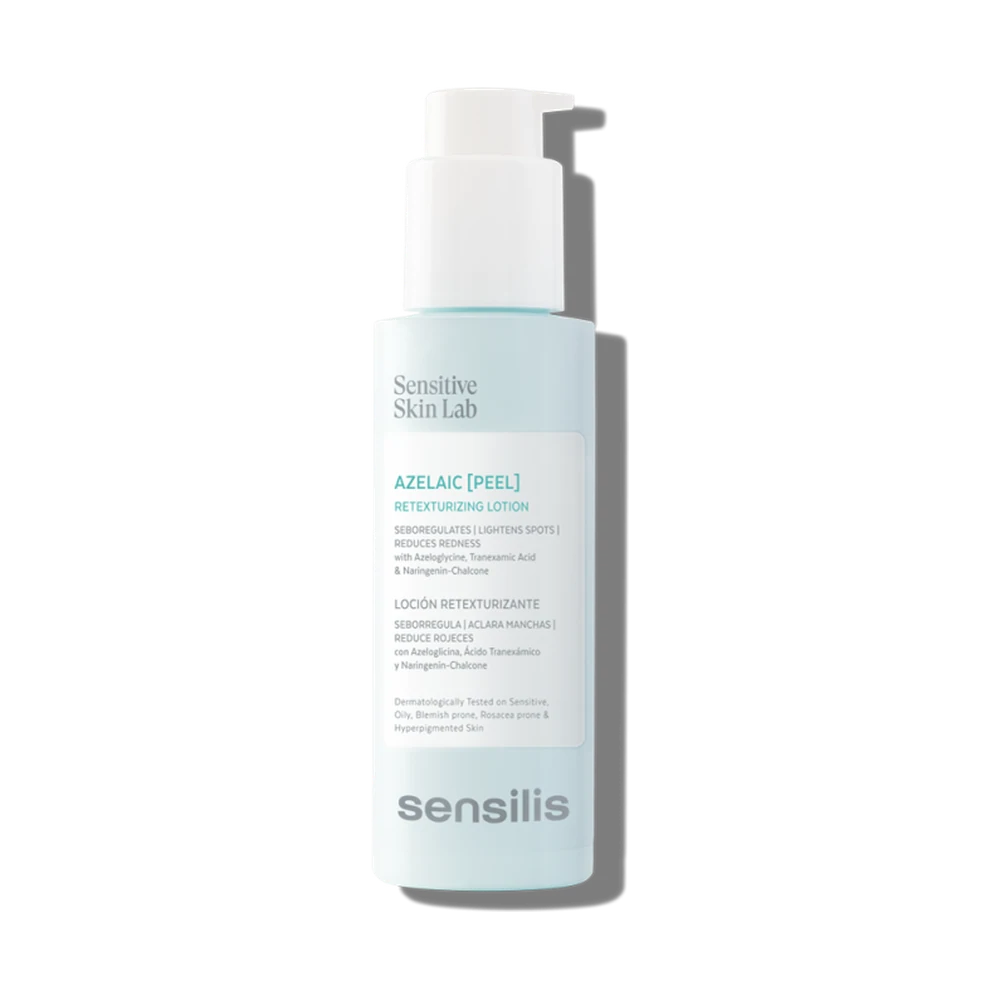 Sensitive
Skin Lab
AZELAIC [PEEL]
RETEXTURIZING LOTION
SEBOREGULATES | LIGHTENS SPOTS |
REDUCES REDNESS
with Azeloglycine, Tranexamic Acid
& Naringenin-Chalcone
LOCIÓN RETEXTURIZANTE
SEBORREGULA | ACLARA MANCHAS |
REDUCE ROJECES
con Azeloglicina, Ácido Tranexámico
y Naringenin-Chalcone
Dermatologically Tested on Sensitive,
Oily, Blemish prone, Rosacea prone &
Hyperpigmented Skin
sensilis